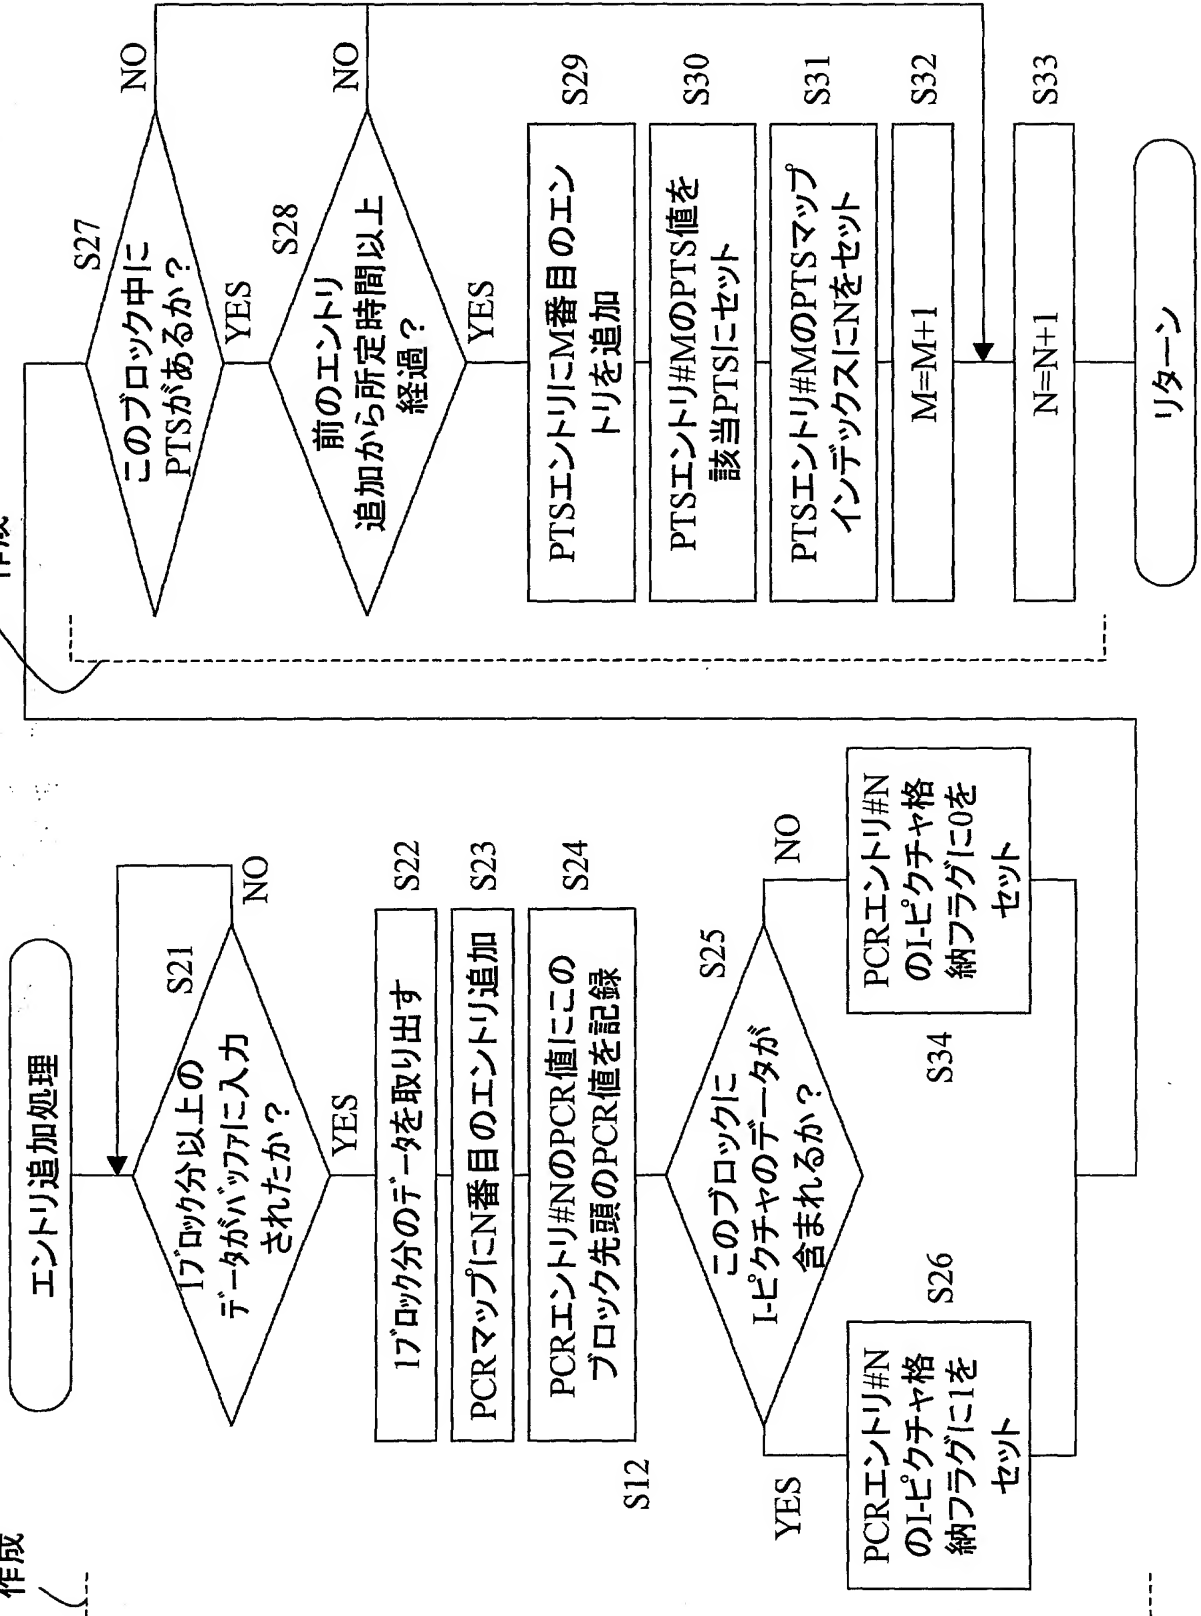 作成
エントリ追加処理
S21
1ブロック分以上の
データがバッファに入力
されたか?
NO
YES
1ブロック分のデータを取り出す
S22
PCRマップにN番目のエントリ追加
S23
PCRエントリ#NのPCR値にこの
ブロック先頭のPCR値を記録
S24
S12
このブロックに
I-ピクチャのデータが
含まれるか?
S25
YES
NO
PCRエントリ#N
のI-ピクチャ格
納フラグに1を
セット
S26
PCRエントリ#N
のI-ピクチャ格
納フラグに0を
セット
S34
作成
このブロック中に
PTSがあるか?
S27
NO
YES
前のエントリ
追加から所定時間以上
経過?
S28
NO
YES
PTSエントリにM番目のエン
トリを追加
S29
PTSエントリ#MのPTS値を
該当PTSにセット
S30
PTSエントリ#MのPTSマップ
インデックスにNをセット
S31
M=M+1
S32
N=N+1
S33
リターン